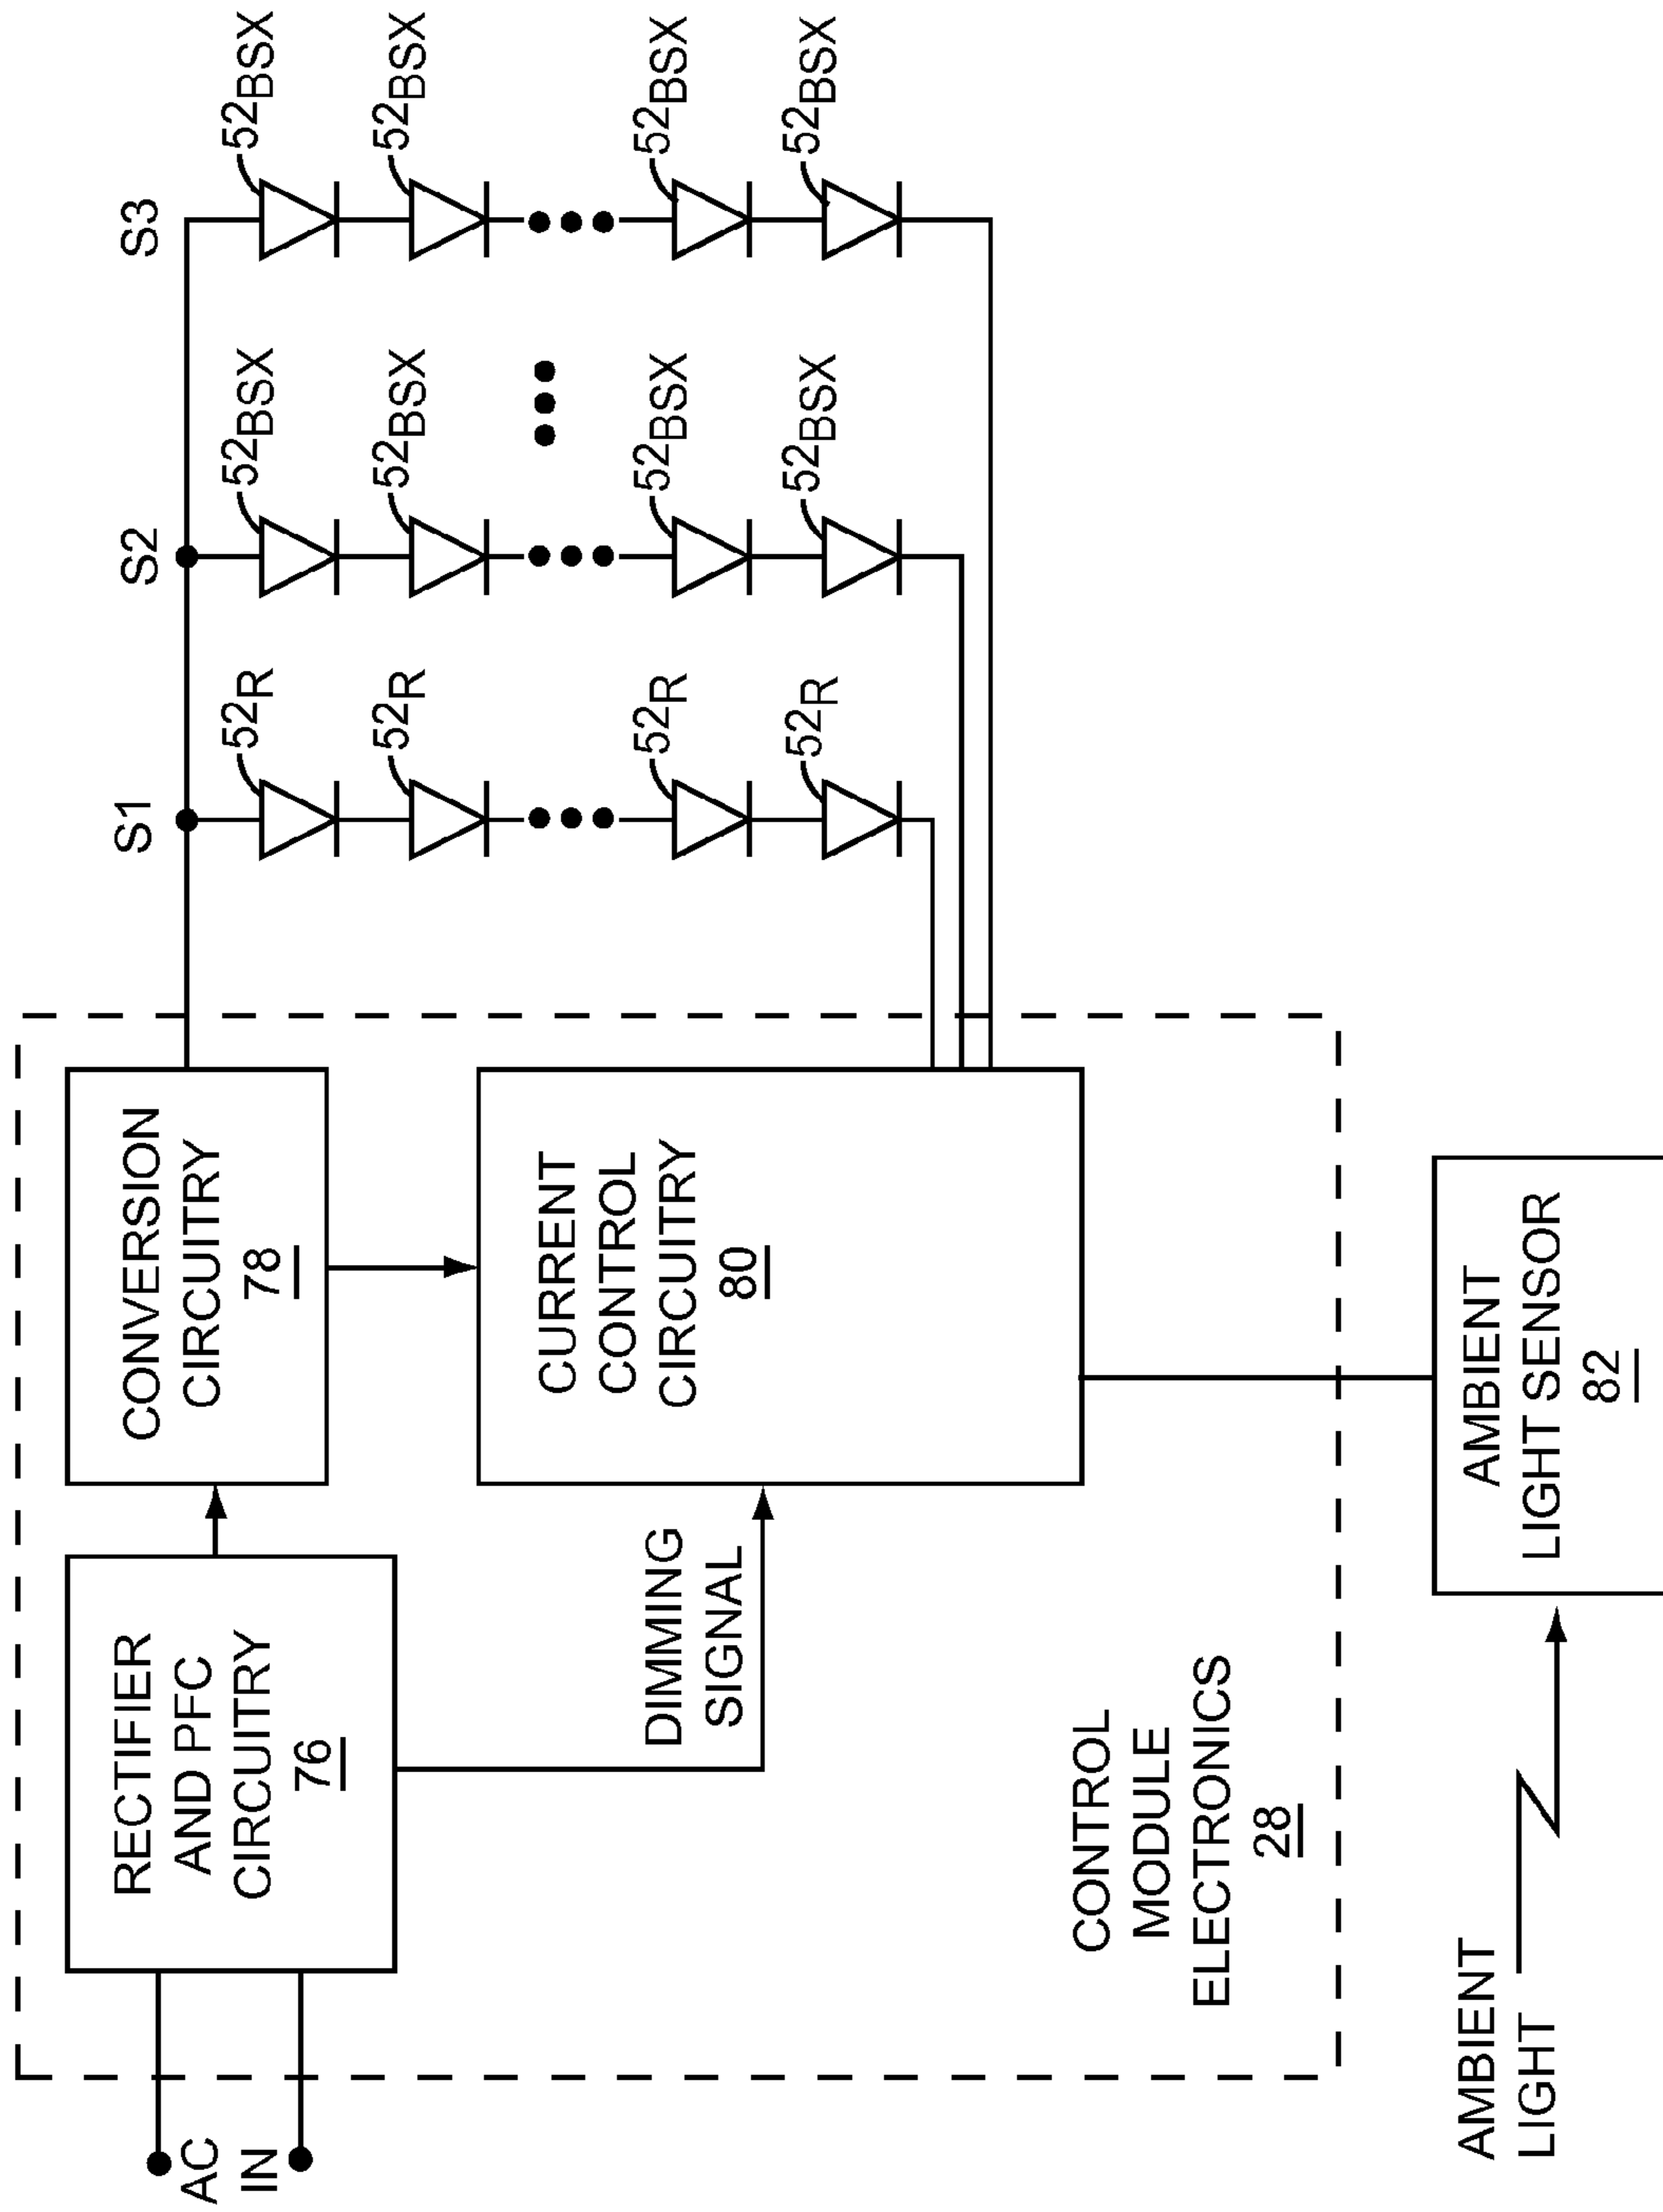 S1
S2
S3
52R
52BSX
52BSX
52R
52BSX
52BSX
52R
52BSX
52BSX
52R
52BSX
52BSX
AC
IN
RECTIFIER
AND PFC
CIRCUITRY
76
CONVERSION
CIRCUITRY
78
DIMMING
SIGNAL
CURRENT
CONTROL
CIRCUITRY
80
CONTROL
MODULE
ELECTRONICS
28
AMBIENT
LIGHT
AMBIENT
LIGHT SENSOR
82